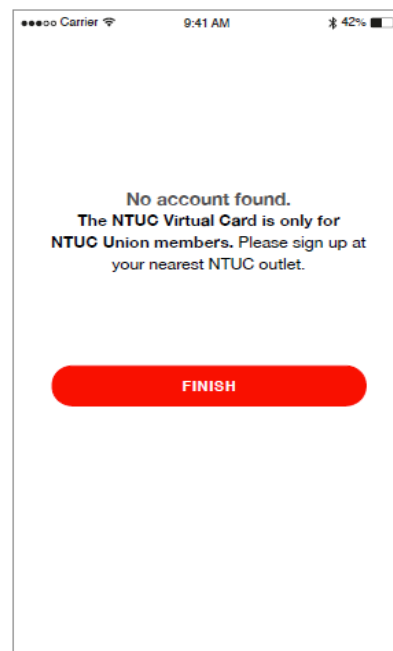 Carrier 9:41 AM 42%
No account found.
The NTUC Virtual Card is only for
NTUC Union members. Please sign up at
your nearest NTUC outlet.
FINISH